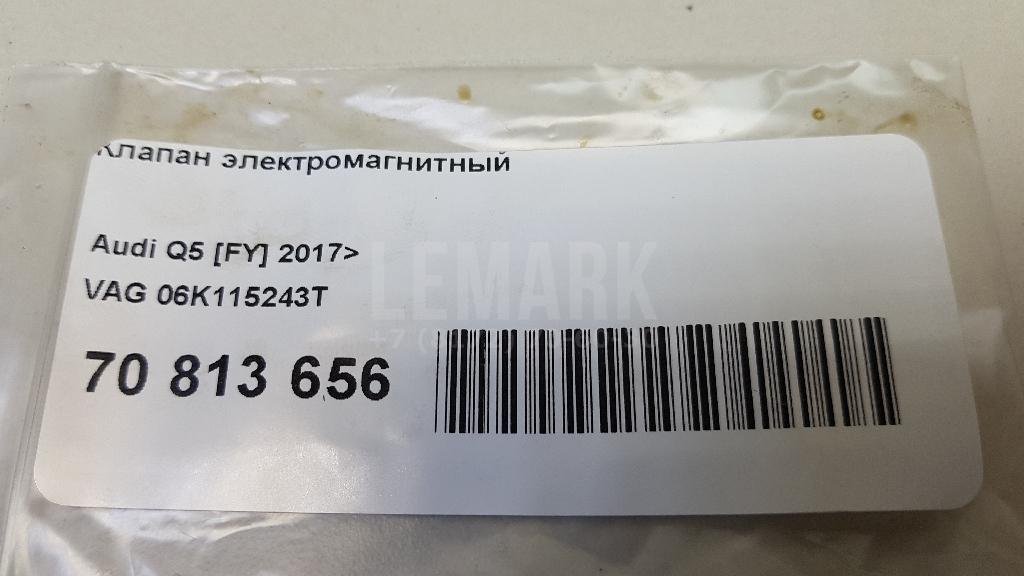 Клапан электромагнитный
Audi Q5 [FY] 2017>
LEMARK
VAG 06K115243T
70 813 656